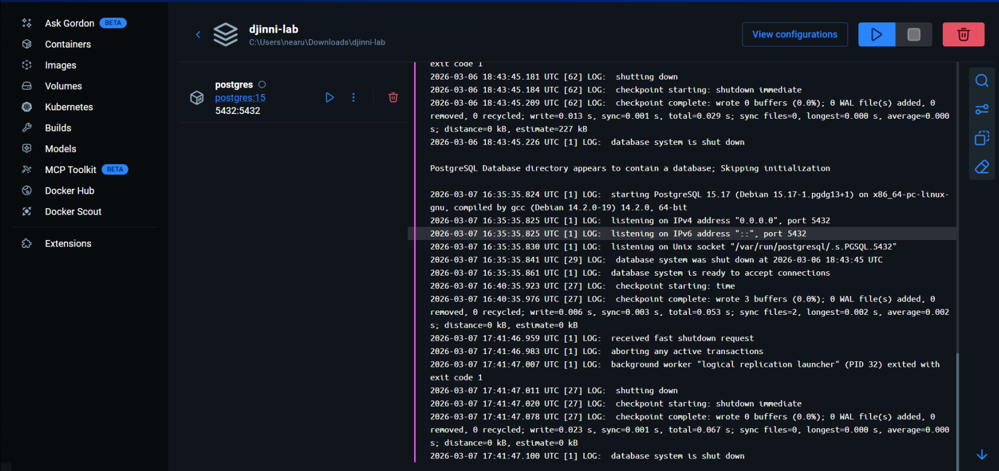 Ask Gordon BETA
Containers
Images
Volumes
Kubernetes
Builds
Models
MCP Toolkit BETA
Docker Hub
Docker Scout
Extensions
djinni-lab
C:\Users\nearu\Downloads\djinni-lab
View configurations
postgres
postgres:15
5432:5432
exit code 1
2026-03-06 18:43:45.181 UTC [62] LOG:  shutting down
2026-03-06 18:43:45.184 UTC [62] LOG:  checkpoint starting: shutdown immediate
2026-03-06 18:43:45.209 UTC [62] LOG:  checkpoint complete: wrote 0 buffers (0.0%); 0 WAL file(s) added, 0
removed, 0 recycled; write=0.013 s, sync=0.001 s, total=0.029 s; sync files=0, longest=0.000 s, average=0.000
s; distance=0 kB, estimate=227 kB
2026-03-06 18:43:45.226 UTC [1] LOG:  database system is shut down
PostgreSQL Database directory appears to contain a database; Skipping initialization
2026-03-07 16:35:35.824 UTC [1] LOG:  starting PostgreSQL 15.17 (Debian 15.17-1.pgdg13+1) on x86_64-pc-linux-
gnu, compiled by gcc (Debian 14.2.0-19) 14.2.0, 64-bit
2026-03-07 16:35:35.825 UTC [1] LOG:  listening on IPv4 address "0.0.0.0", port 5432
2026-03-07 16:35:35.825 UTC [1] LOG:  listening on IPv6 address "::", port 5432
2026-03-07 16:35:35.830 UTC [1] LOG:  listening on Unix socket "/var/run/postgresql/.s.PGSQL.5432"
2026-03-07 16:35:35.841 UTC [29] LOG:  database system was shut down at 2026-03-06 18:43:45 UTC
2026-03-07 16:35:35.861 UTC [1] LOG:  database system is ready to accept connections
2026-03-07 16:40:35.923 UTC [27] LOG:  checkpoint starting: time
2026-03-07 16:40:35.976 UTC [27] LOG:  checkpoint complete: wrote 3 buffers (0.0%); 0 WAL file(s) added, 0
removed, 0 recycled; write=0.006 s, sync=0.003 s, total=0.053 s; sync files=2, longest=0.002 s, average=0.002
s; distance=0 kB, estimate=0 kB
2026-03-07 17:41:46.959 UTC [1] LOG:  received fast shutdown request
2026-03-07 17:41:46.983 UTC [1] LOG:  aborting any active transactions
2026-03-07 17:41:47.007 UTC [1] LOG:  background worker "logical replication launcher" (PID 32) exited with
exit code 1
2026-03-07 17:41:47.011 UTC [27] LOG:  shutting down
2026-03-07 17:41:47.020 UTC [27] LOG:  checkpoint starting: shutdown immediate
2026-03-07 17:41:47.078 UTC [27] LOG:  checkpoint complete: wrote 0 buffers (0.0%); 0 WAL file(s) added, 0
removed, 0 recycled; write=0.023 s, sync=0.001 s, total=0.067 s; sync files=0, longest=0.000 s, average=0.000
s; distance=0 kB, estimate=0 kB
2026-03-07 17:41:47.100 UTC [1] LOG:  database system is shut down